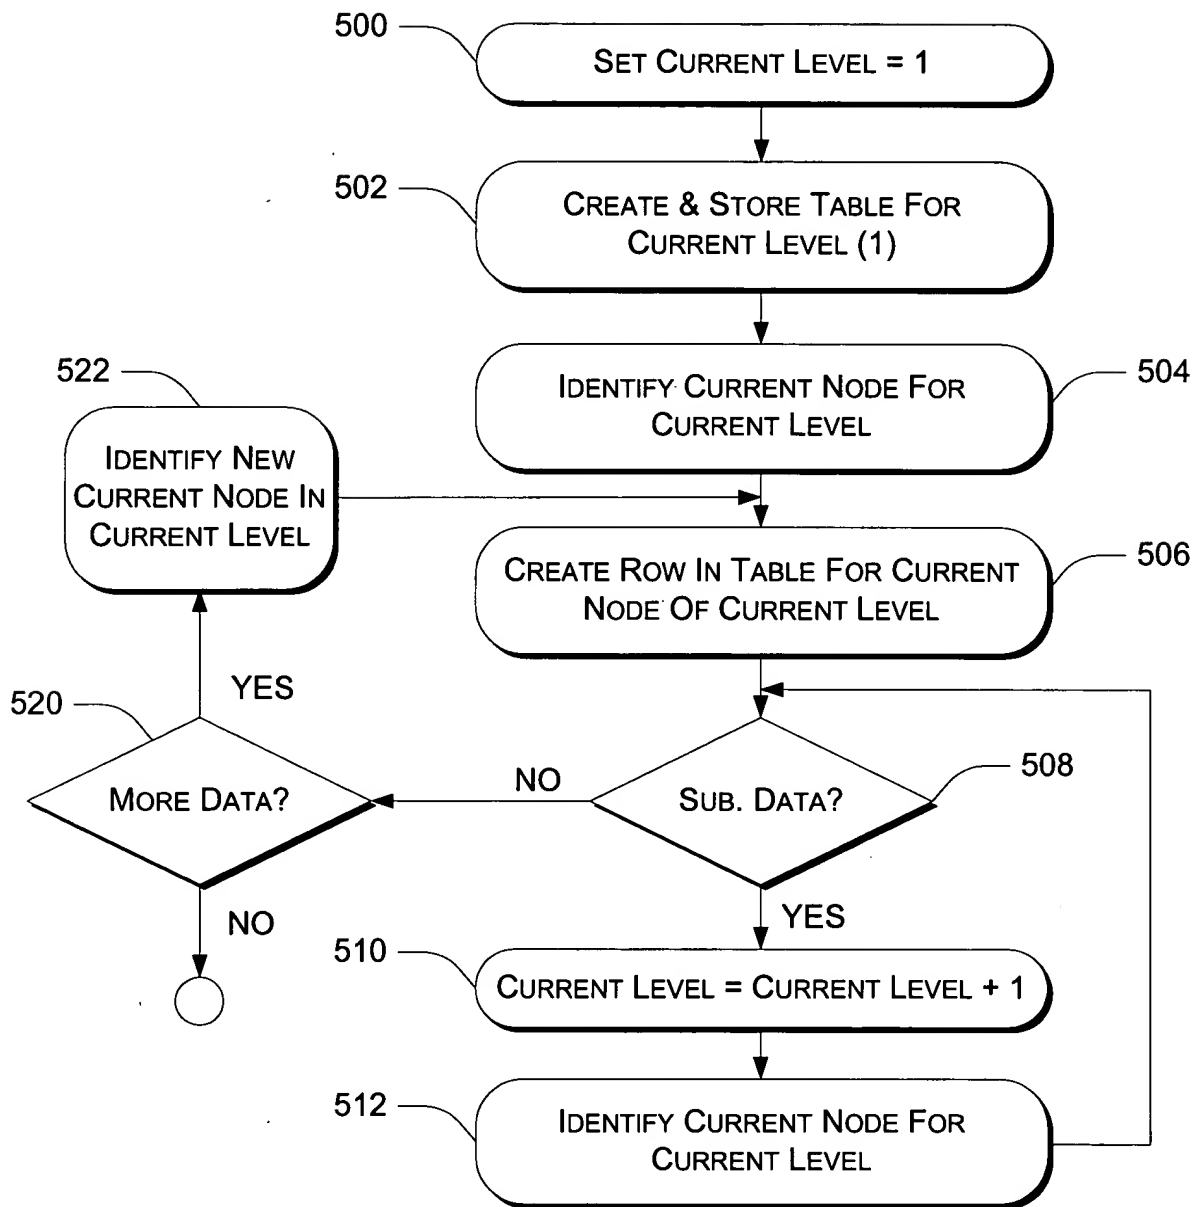 500
SET CURRENT LEVEL = 1
502
CREATE & STORE TABLE FOR
CURRENT LEVEL (1)
522
504
IDENTIFY CURRENT NODE FOR
CURRENT LEVEL
IDENTIFY NEW
CURRENT NODE IN
CURRENT LEVEL
506
CREATE ROW IN TABLE FOR CURRENT
NODE OF CURRENT LEVEL
520
YES
508
MORE DATA?
NO
SUB. DATA?
NO
YES
510
CURRENT LEVEL = CURRENT LEVEL + 1
512
IDENTIFY CURRENT NODE FOR
CURRENT LEVEL